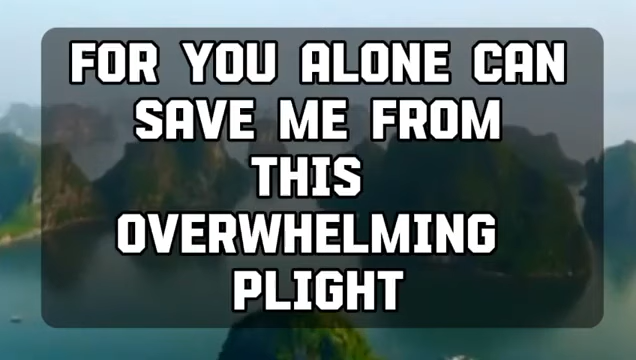 FOR YOU ALONE CAN
SAVE ME FROM
THIS
OVERWHELMING
PLIGHT